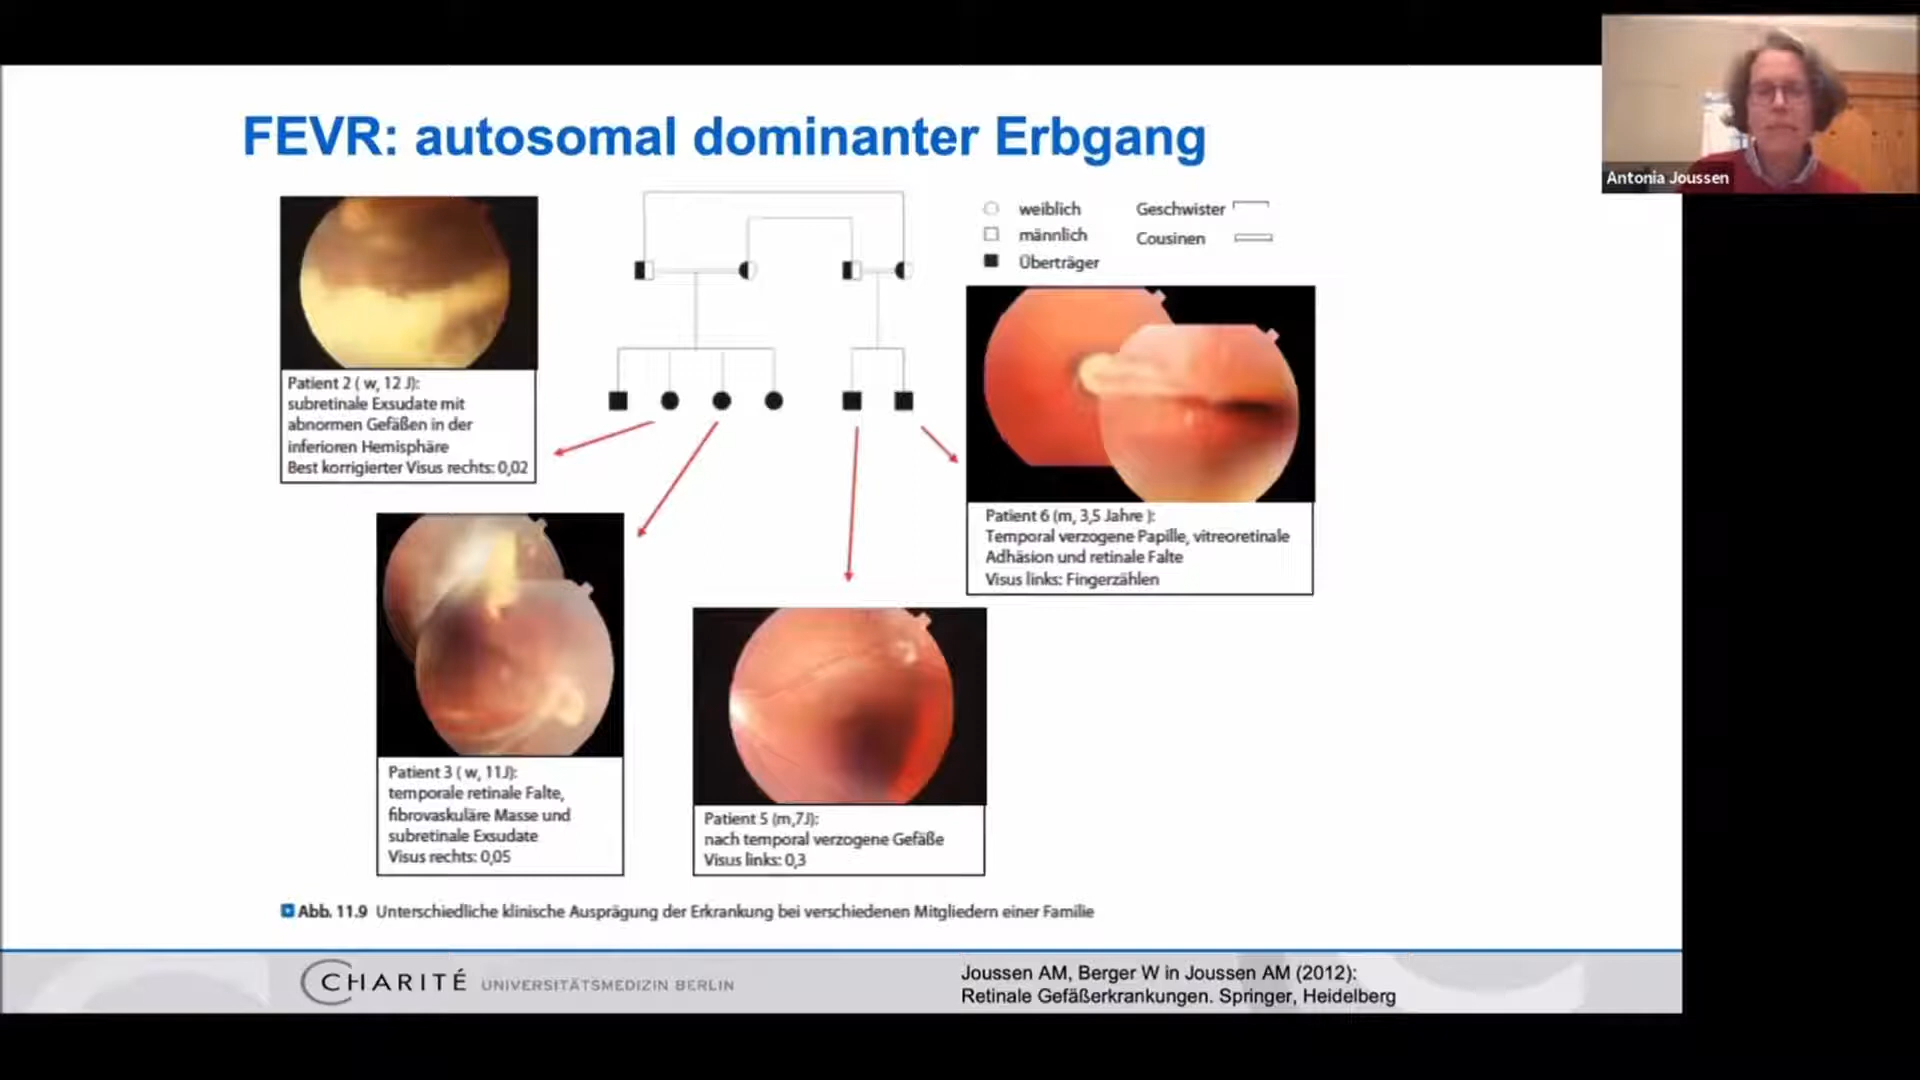 FEVR: autosomal dominanter Erbgang
Antonia Joussen
weiblich
männlich
Überträger
Geschwister
Cousinen
Patient 2 ( w, 12 J):
subretinale Exsudate mit
abnormen Gefäßen in der
inferioren Hemisphäre
Best korrigierter Visus rechts: 0,02
Patient 6 (m, 3,5 Jahre ):
Temporal verzogene Papille, vitreoretinale
Adhäsion und retinale Falte
Visus links: Fingerzählen
Patient 3 ( w, 11J):
temporale retinale Falte,
fibrovaskuläre Masse und
subretinale Exsudate
Visus rechts: 0,05
Patient 5 (m,7J):
nach temporal verzogene Gefäße
Visus links: 0,3
Abb. 11.9 Unterschiedliche klinische Ausprägung der Erkrankung bei verschiedenen Mitgliedern einer Familie
CHARITÉ UNIVERSITÄTSMEDIZIN BERLIN
Joussen AM, Berger W in Joussen AM (2012):
Retinale Gefäßerkrankungen. Springer, Heidelberg